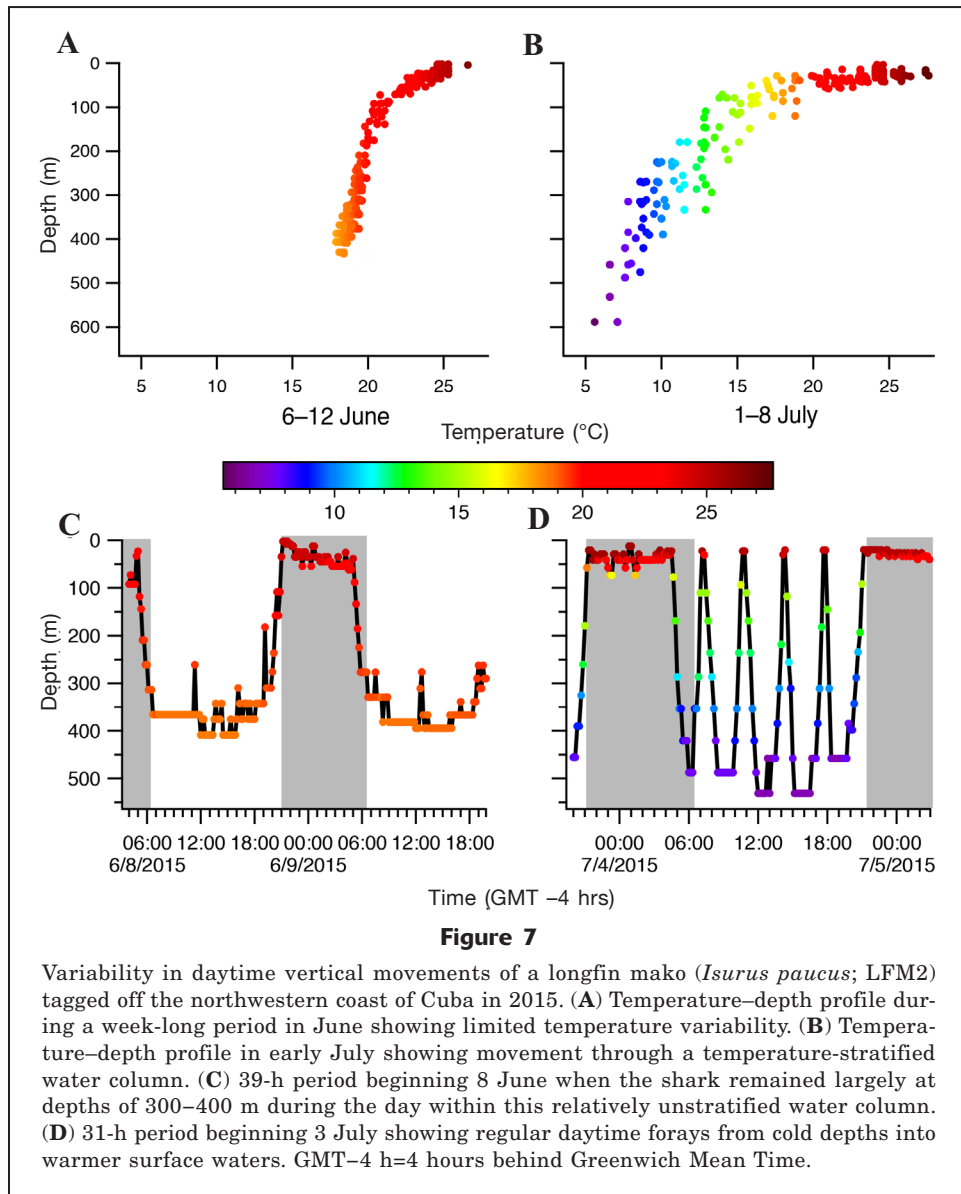 A
B
0
100
200
300
400
500
600
Depth (m)
5 10 15 20 25
5 10 15 20 25
6–12 June
1–8 July
Temperature (°C)
10 15 20 25
C
D
0
100
200
300
400
500
Depth (m)
06:00 12:00 18:00 00:00 06:00 12:00 18:00
6/8/2015 6/9/2015
00:00 06:00 12:00 18:00 00:00
7/4/2015 7/5/2015
Time (GMT –4 hrs)
Figure 7
Variability in daytime vertical movements of a longfin mako (Isurus paucus; LFM2)
tagged off the northwestern coast of Cuba in 2015. (A) Temperature–depth profile dur-
ing a week-long period in June showing limited temperature variability. (B) Tempera-
ture–depth profile in early July showing movement through a temperature-stratified
water column. (C) 39-h period beginning 8 June when the shark remained largely at
depths of 300–400 m during the day within this relatively unstratified water column.
(D) 31-h period beginning 3 July showing regular daytime forays from cold depths into
warmer surface waters. GMT–4 h=4 hours behind Greenwich Mean Time.